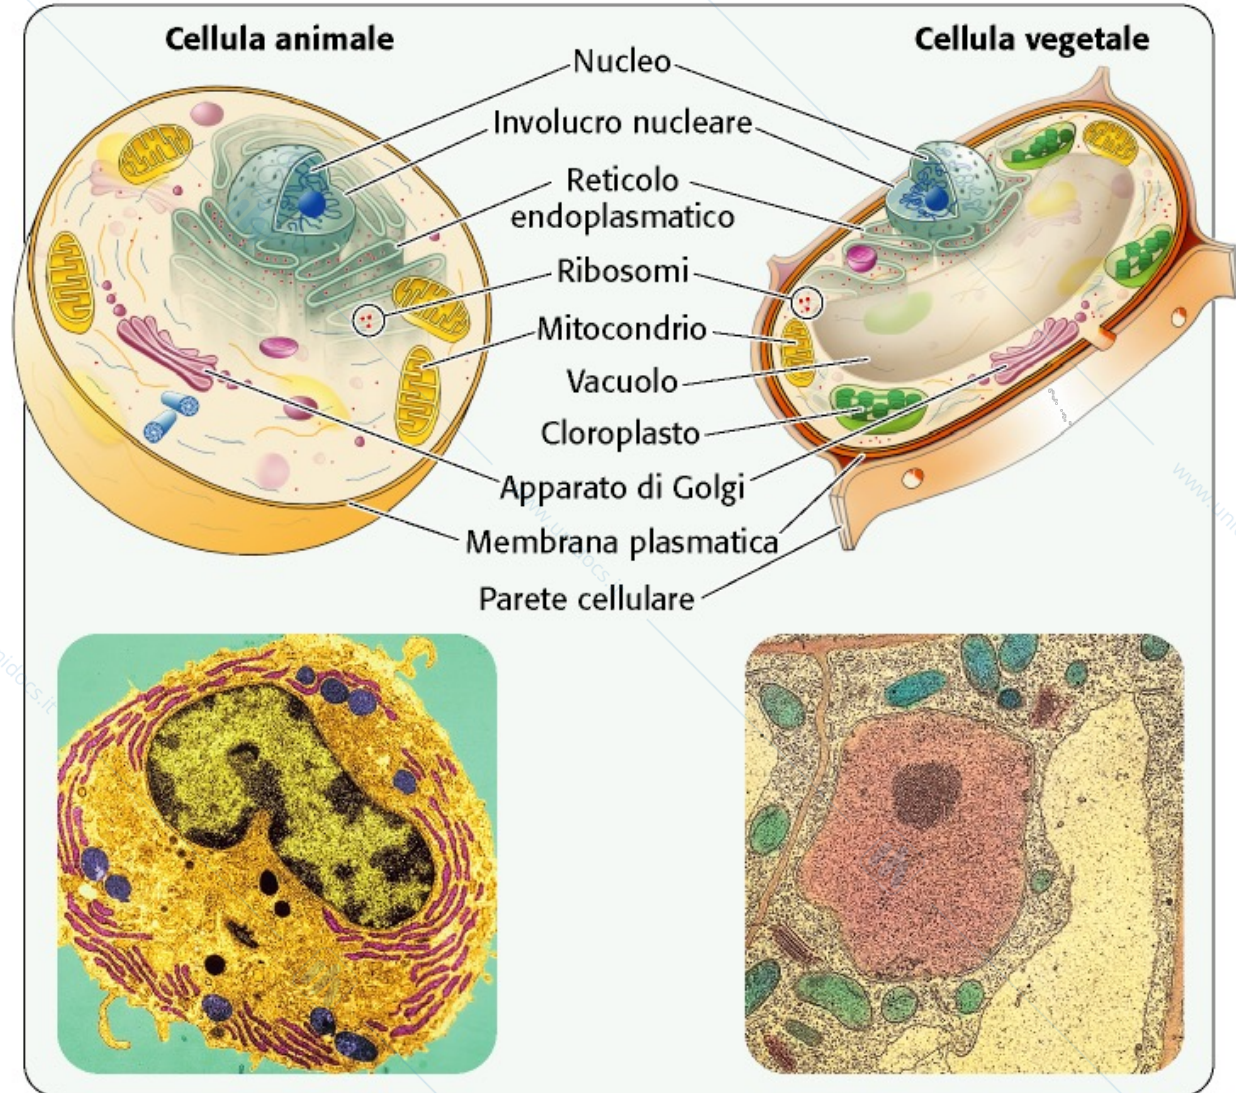 Cellula animale
Cellula vegetale
Nucleo
Involucro nucleare
Reticolo
endoplasmatico
Ribosomi
Mitocondrio
Vacuolo
Cloroplasto
Apparato di Golgi
Membrana plasmatica
Parete cellulare